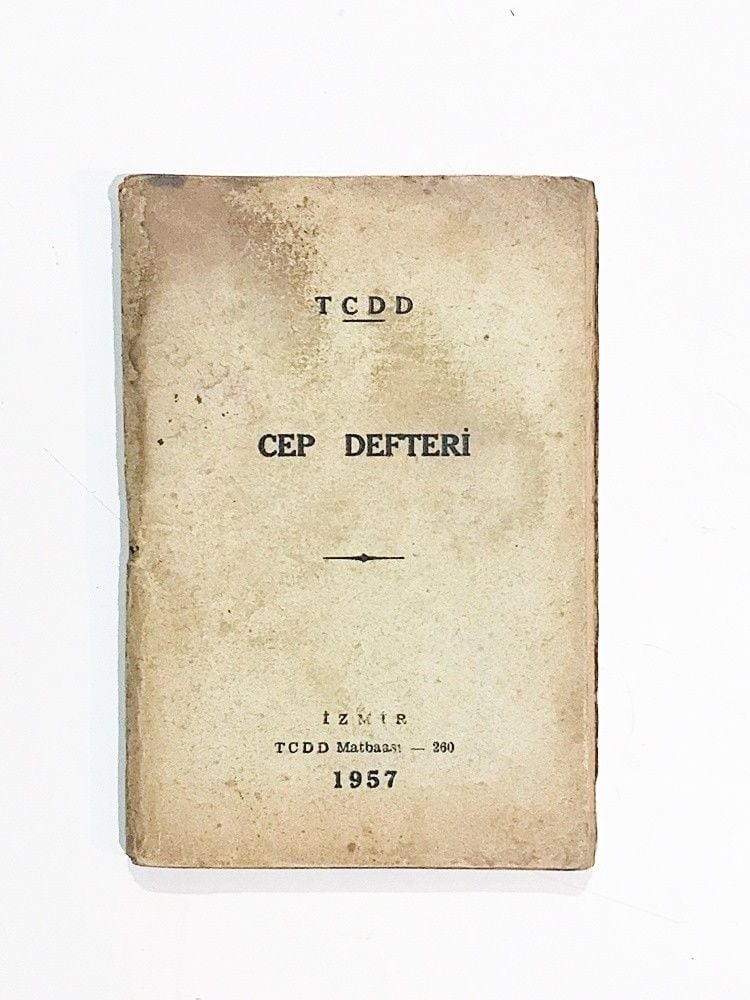 TCDD
CEP DEFTERİ
İZMİR
TCDD Matbaası — 260
1957